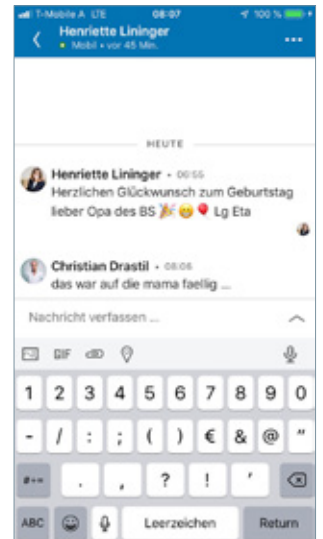 T-Mobile A LTE 08:07 100 %
Henriette Lininger
Mobil • vor 45 Min.
HEUTE
Henriette Lininger • 06:55
Herzlichen Glückwunsch zum Geburtstag
lieber Opa des BS 🎉😁🎈 Lg Eta
Christian Drastil • 08:06
das war auf die mama faellig ...
Nachricht verfassen ...
GIF
1 2 3 4 5 6 7 8 9 0
- / : ; ( ) € & @ "
#+= . , ? ! '
ABC Leerzeichen Return